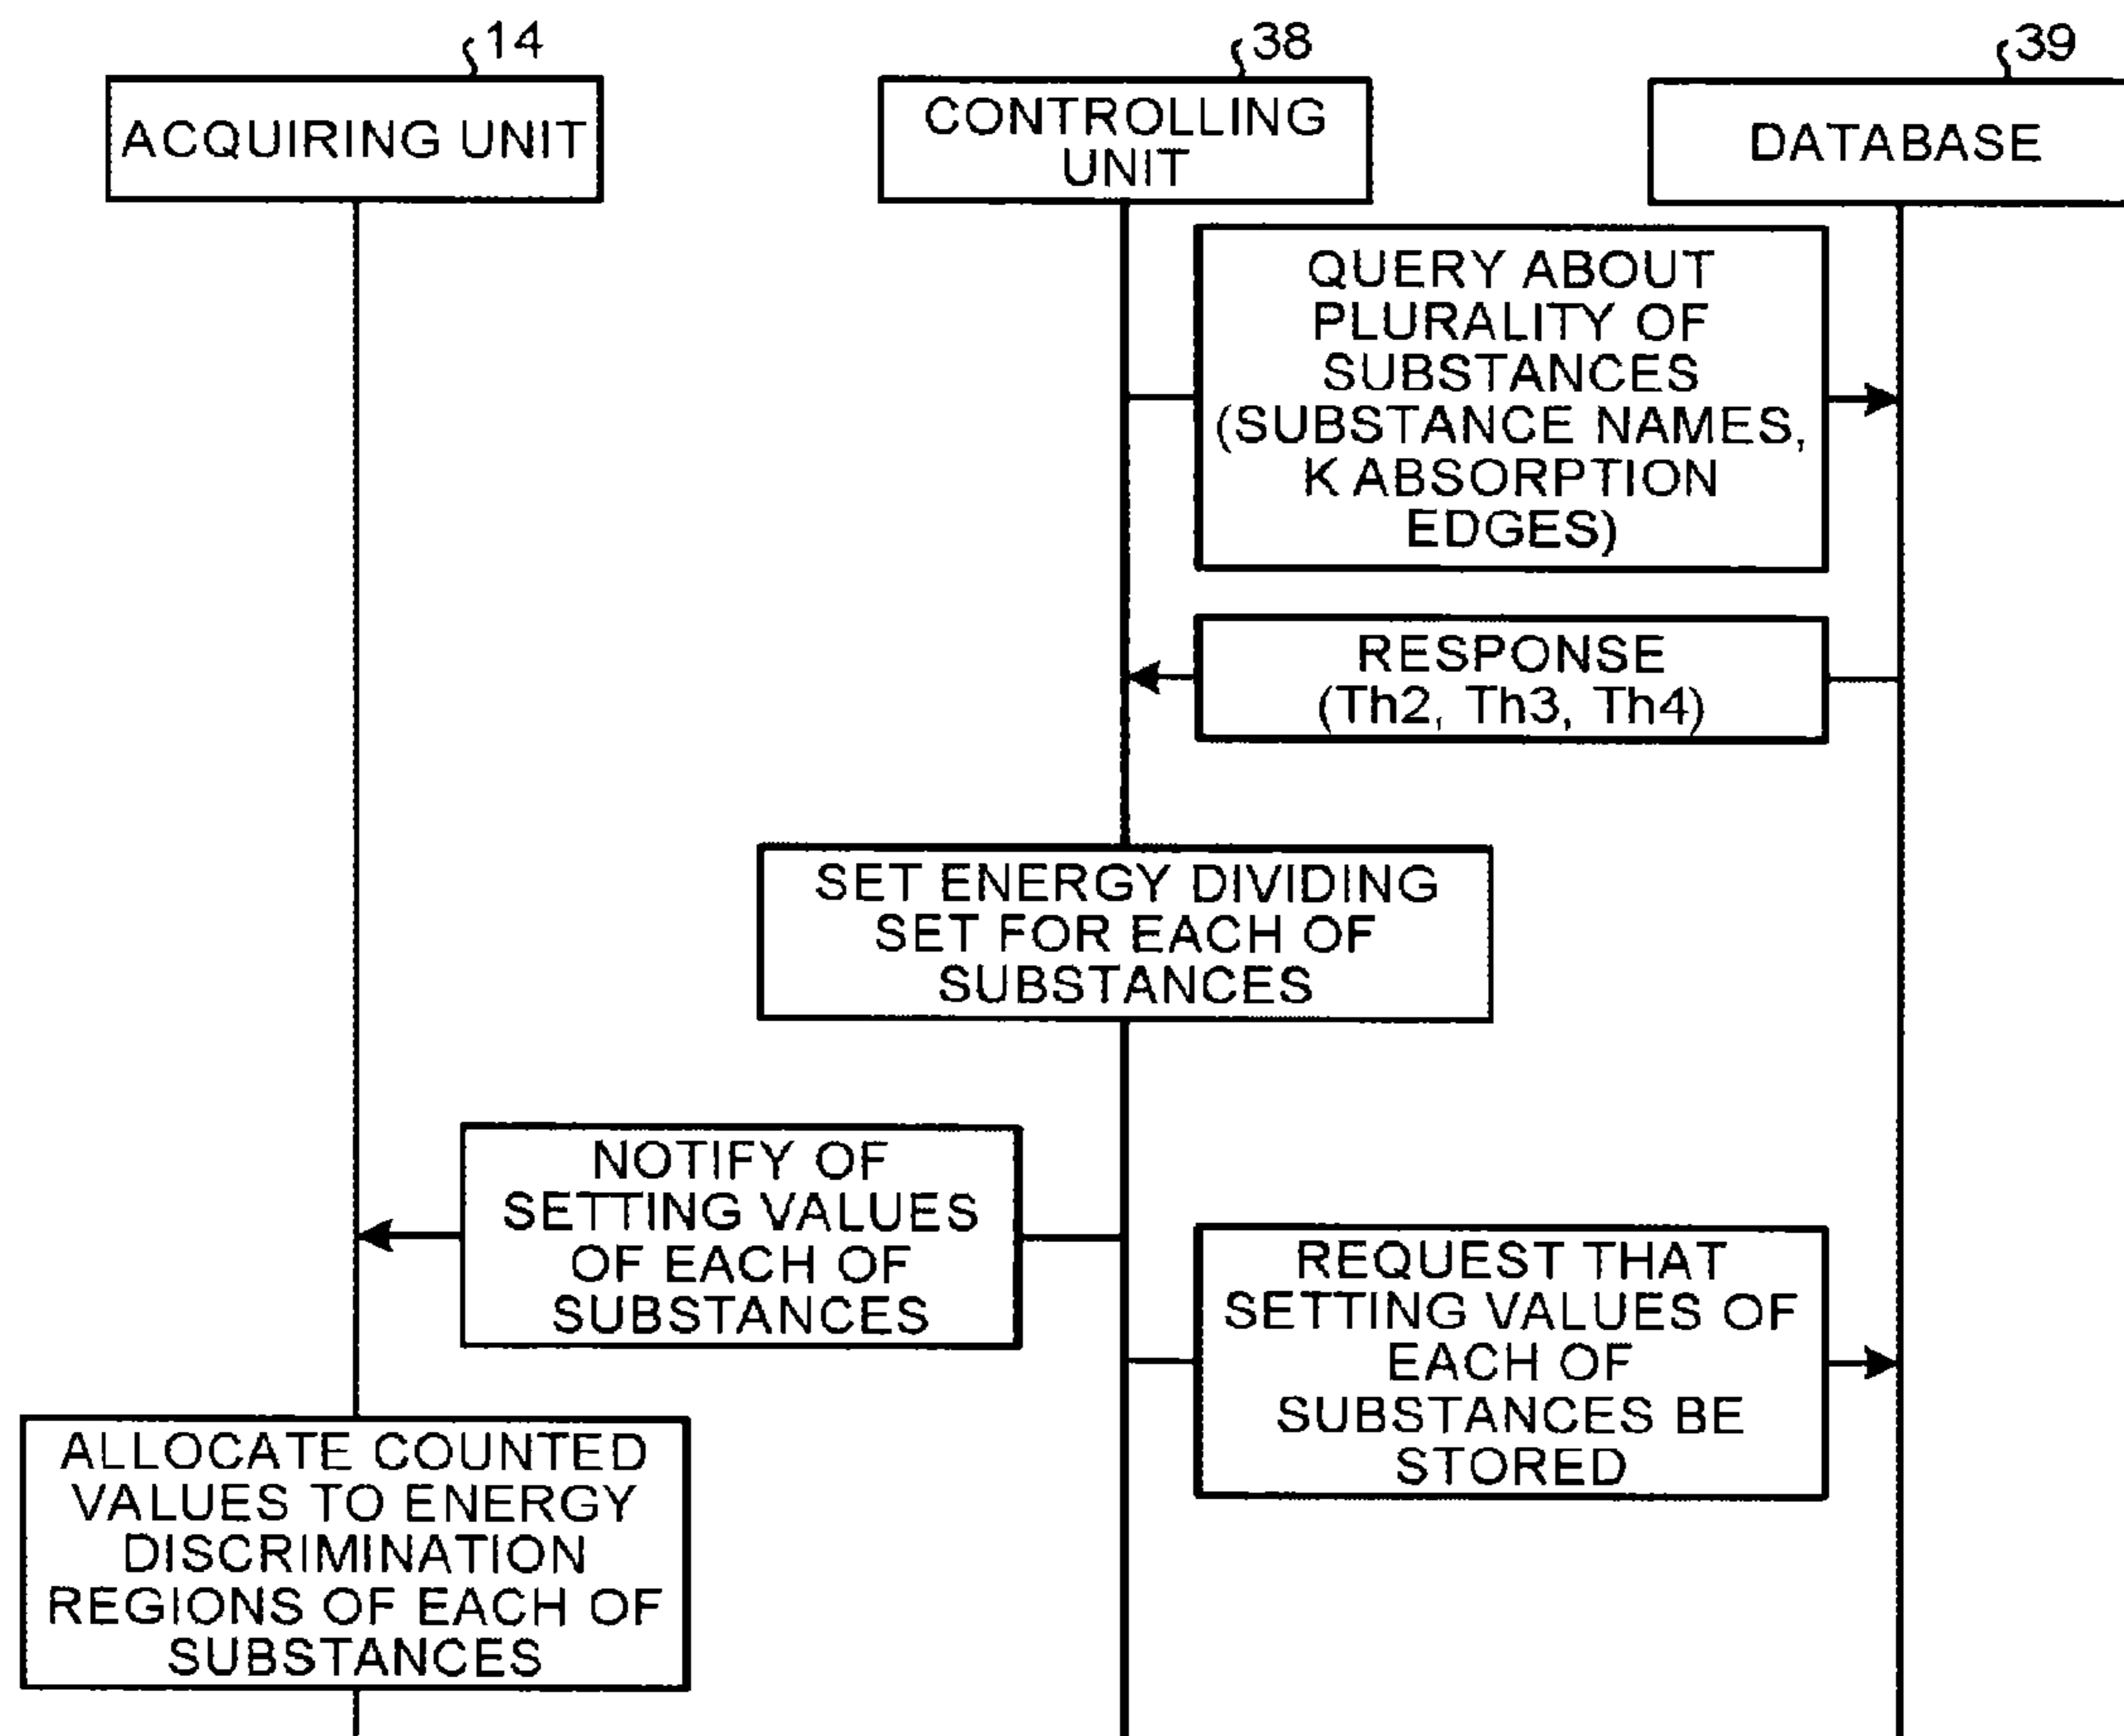 14
38
39
ACQUIRING UNIT
CONTROLLING
UNIT
DATABASE
QUERY ABOUT
PLURALITY OF
SUBSTANCES
(SUBSTANCE NAMES,
K ABSORPTION
EDGES)
RESPONSE
(Th2, Th3, Th4)
SET ENERGY DIVIDING
SET FOR EACH OF
SUBSTANCES
NOTIFY OF
SETTING VALUES
OF EACH OF
SUBSTANCES
REQUEST THAT
SETTING VALUES OF
EACH OF
SUBSTANCES BE
STORED
ALLOCATE COUNTED
VALUES TO ENERGY
DISCRIMINATION
REGIONS OF EACH OF
SUBSTANCES